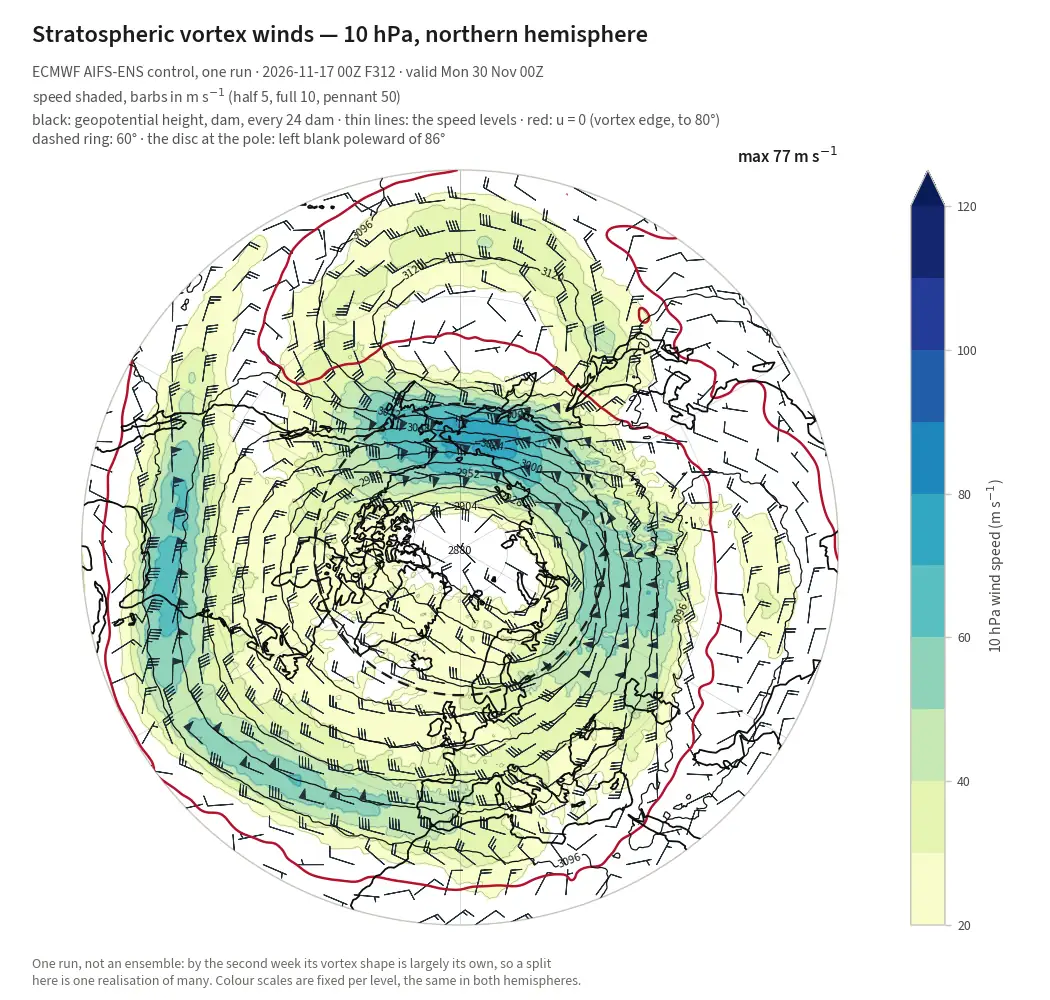 Stratospheric vortex winds — 10 hPa, northern hemisphere
ECMWF AIFS-ENS control, one run · 2026-11-17 00Z F312 · valid Mon 30 Nov 00Z
speed shaded, barbs in m s⁻¹ (half 5, full 10, pennant 50)
black: geopotential height, dam, every 24 dam · thin lines: the speed levels · red: u = 0 (vortex edge, to 80°)
dashed ring: 60° · the disc at the pole: left blank poleward of 86°
max 77 m s⁻¹
120
100
80
60
40
20
10 hPa wind speed (m s⁻¹)
3096
2952
2904
2880
3096
3096
One run, not an ensemble: by the second week its vortex shape is largely its own, so a split
here is one realisation of many. Colour scales are fixed per level, the same in both hemispheres.